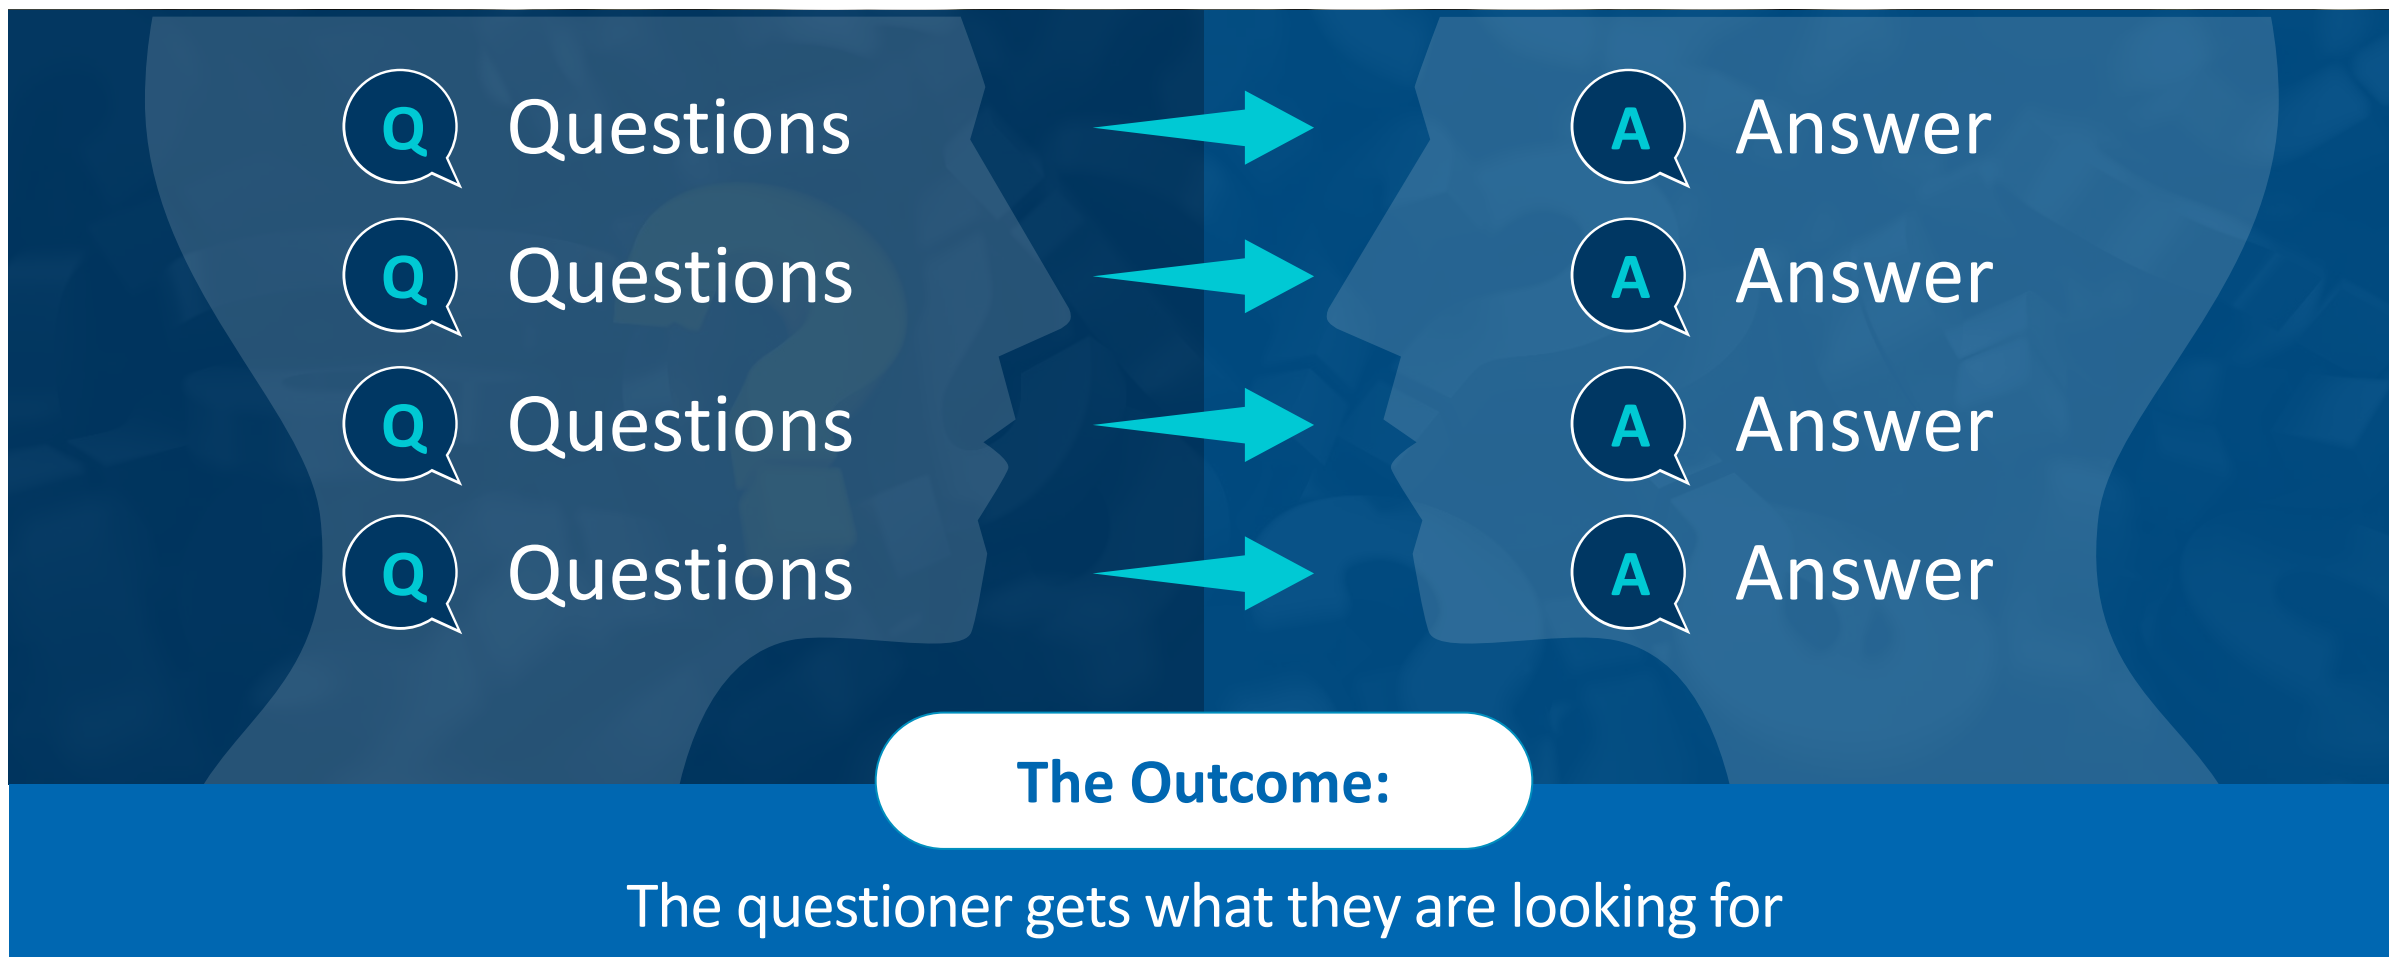 Q Questions A Answer
Q Questions A Answer
Q Questions A Answer
Q Questions A Answer
The Outcome:
The questioner gets what they are looking for